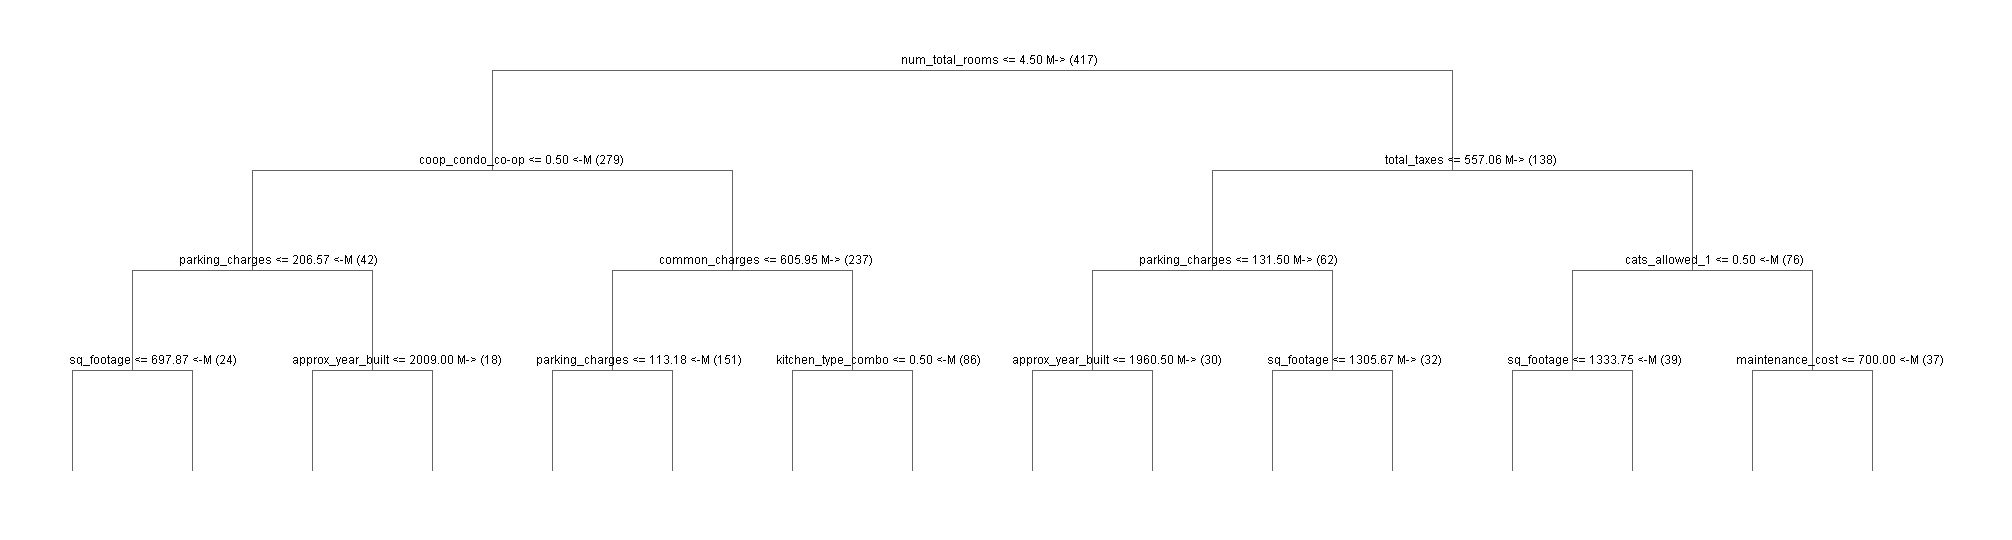 num_total_rooms <= 4.50 M-> (417)
coop_condo_co-op <= 0.50 <-M (279)
total_taxes <= 557.06 M-> (138)
parking_charges <= 206.57 <-M (42)
common_charges <= 605.95 M-> (237)
parking_charges <= 131.50 M-> (62)
cats_allowed_1 <= 0.50 <-M (76)
sq_footage <= 697.87 <-M (24)
approx_year_built <= 2009.00 M-> (18)
parking_charges <= 113.18 <-M (151)
kitchen_type_combo <= 0.50 <-M (86)
approx_year_built <= 1960.50 M-> (30)
sq_footage <= 1305.67 M-> (32)
sq_footage <= 1333.75 <-M (39)
maintenance_cost <= 700.00 <-M (37)